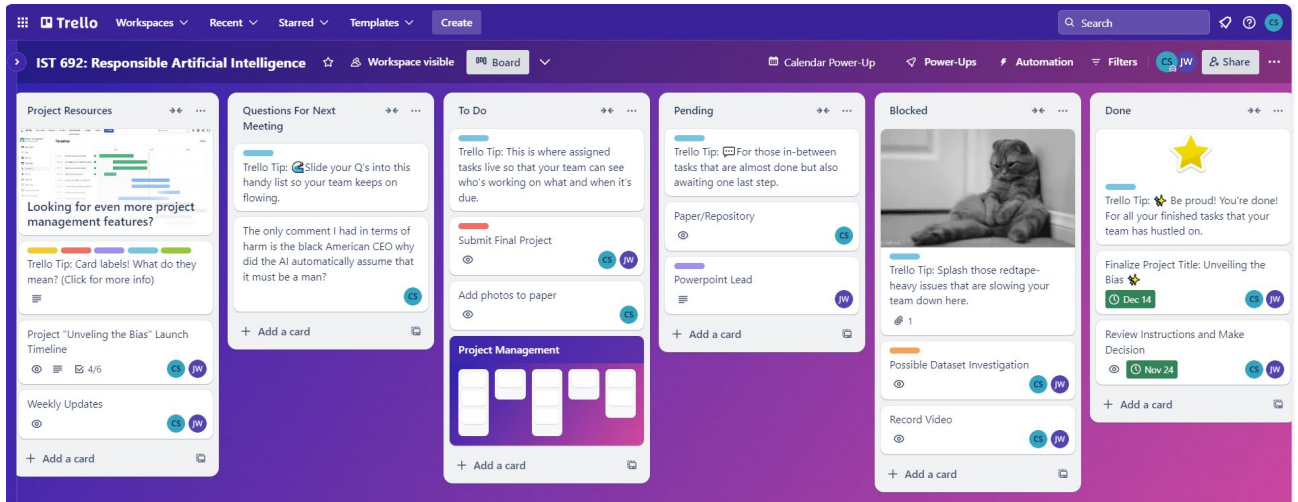 Trello
Workspaces
Recent
Starred
Templates
Create
Search
CS
IST 692: Responsible Artificial Intelligence
Workspace visible
Board
Calendar Power-Up
Power-Ups
Automation
Filters
CS
JW
Share
Project Resources
Timeline
Looking for even more project
management features?
Trello Tip: Card labels! What do they
mean? (Click for more info)
Project "Unveling the Bias" Launch
Timeline
4/6
CS
JW
Weekly Updates
CS
JW
+ Add a card
Questions For Next
Meeting
Trello Tip: 🌊Slide your Q's into this
handy list so your team keeps on
flowing.
The only comment I had in terms of
harm is the black American CEO why
did the AI automatically assume that
it must be a man?
CS
+ Add a card
To Do
Trello Tip: This is where assigned
tasks live so that your team can see
who's working on what and when it's
due.
Submit Final Project
CS
JW
Add photos to paper
CS
Project Management
+ Add a card
Pending
Trello Tip: 💬For those in-between
tasks that are almost done but also
awaiting one last step.
Paper/Repository
CS
Powerpoint Lead
JW
+ Add a card
Blocked
Trello Tip: Splash those redtape-
heavy issues that are slowing your
team down here.
1
Possible Dataset Investigation
CS
JW
Record Video
CS
JW
+ Add a card
Done
Trello Tip: ✨ Be proud! You're done!
For all your finished tasks that your
team has hustled on.
Finalize Project Title: Unveiling the
Bias ✨
Dec 14
CS
JW
Review Instructions and Make
Decision
Nov 24
CS
JW
+ Add a card